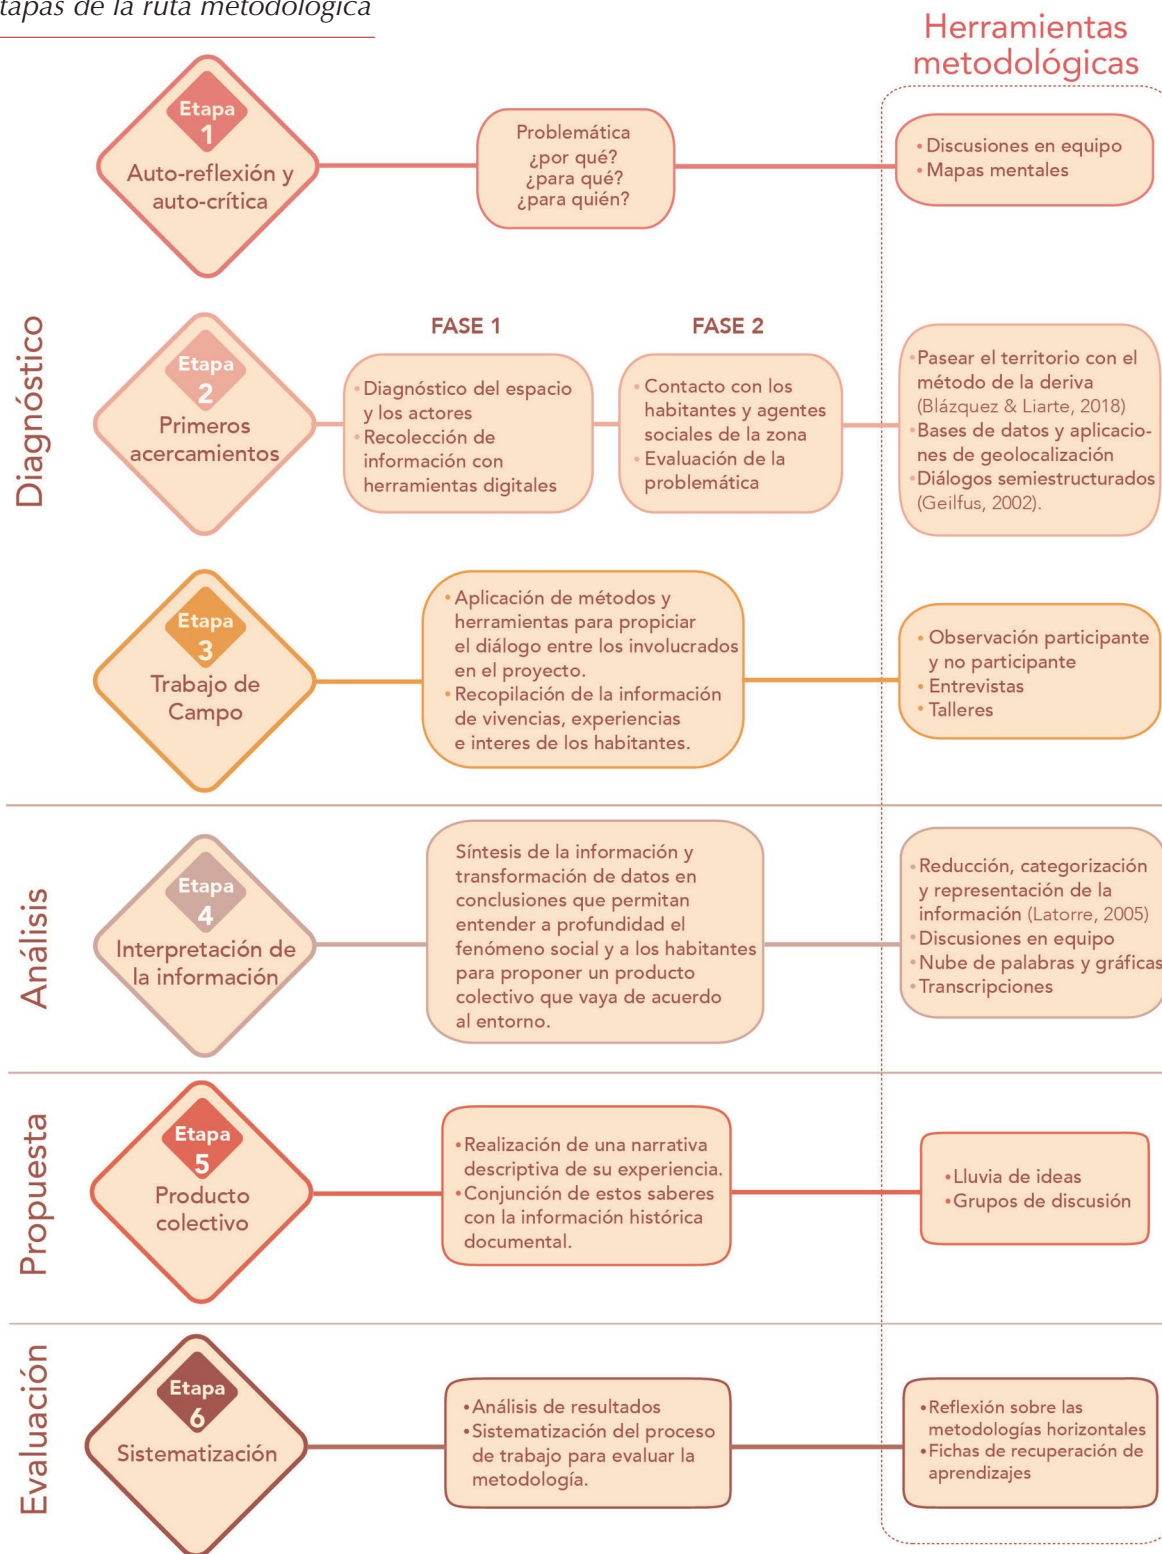 tapas de la ruta metodológica
Herramientas
metodológicas
Diagnóstico
Etapa
1
Auto-reflexión y
auto-crítica
Problemática
¿por qué?
¿para qué?
¿para quién?
• Discusiones en equipo
• Mapas mentales
Etapa
2
Primeros
acercamientos
FASE 1
• Diagnóstico del espacio
y los actores
• Recolección de
información con
herramientas digitales
FASE 2
• Contacto con los
habitantes y agentes
sociales de la zona
• Evaluación de la
problemática
• Pasear el territorio con el
método de la deriva
(Blázquez & Liarte, 2018)
• Bases de datos y aplicacio-
nes de geolocalización
• Diálogos semiestructurados
(Geilfus, 2002).
Etapa
3
Trabajo de
Campo
• Aplicación de métodos y
herramientas para propiciar
el diálogo entre los involucrados
en el proyecto.
• Recopilación de la información
de vivencias, experiencias
e interes de los habitantes.
• Observación participante
y no participante
• Entrevistas
• Talleres
Análisis
Etapa
4
Interpretación de
la información
Síntesis de la información y
transformación de datos en
conclusiones que permitan
entender a profundidad el
fenómeno social y a los habitantes
para proponer un producto
colectivo que vaya de acuerdo
al entorno.
• Reducción, categorización
y representación de la
información (Latorre, 2005)
• Discusiones en equipo
• Nube de palabras y gráficas
• Transcripciones
Propuesta
Etapa
5
Producto
colectivo
• Realización de una narrativa
descriptiva de su experiencia.
• Conjunción de estos saberes
con la información histórica
documental.
• Lluvia de ideas
• Grupos de discusión
Evaluación
Etapa
6
Sistematización
• Análisis de resultados
• Sistematización del proceso
de trabajo para evaluar la
metodología.
• Reflexión sobre las
metodologías horizontales
• Fichas de recuperación de
aprendizajes